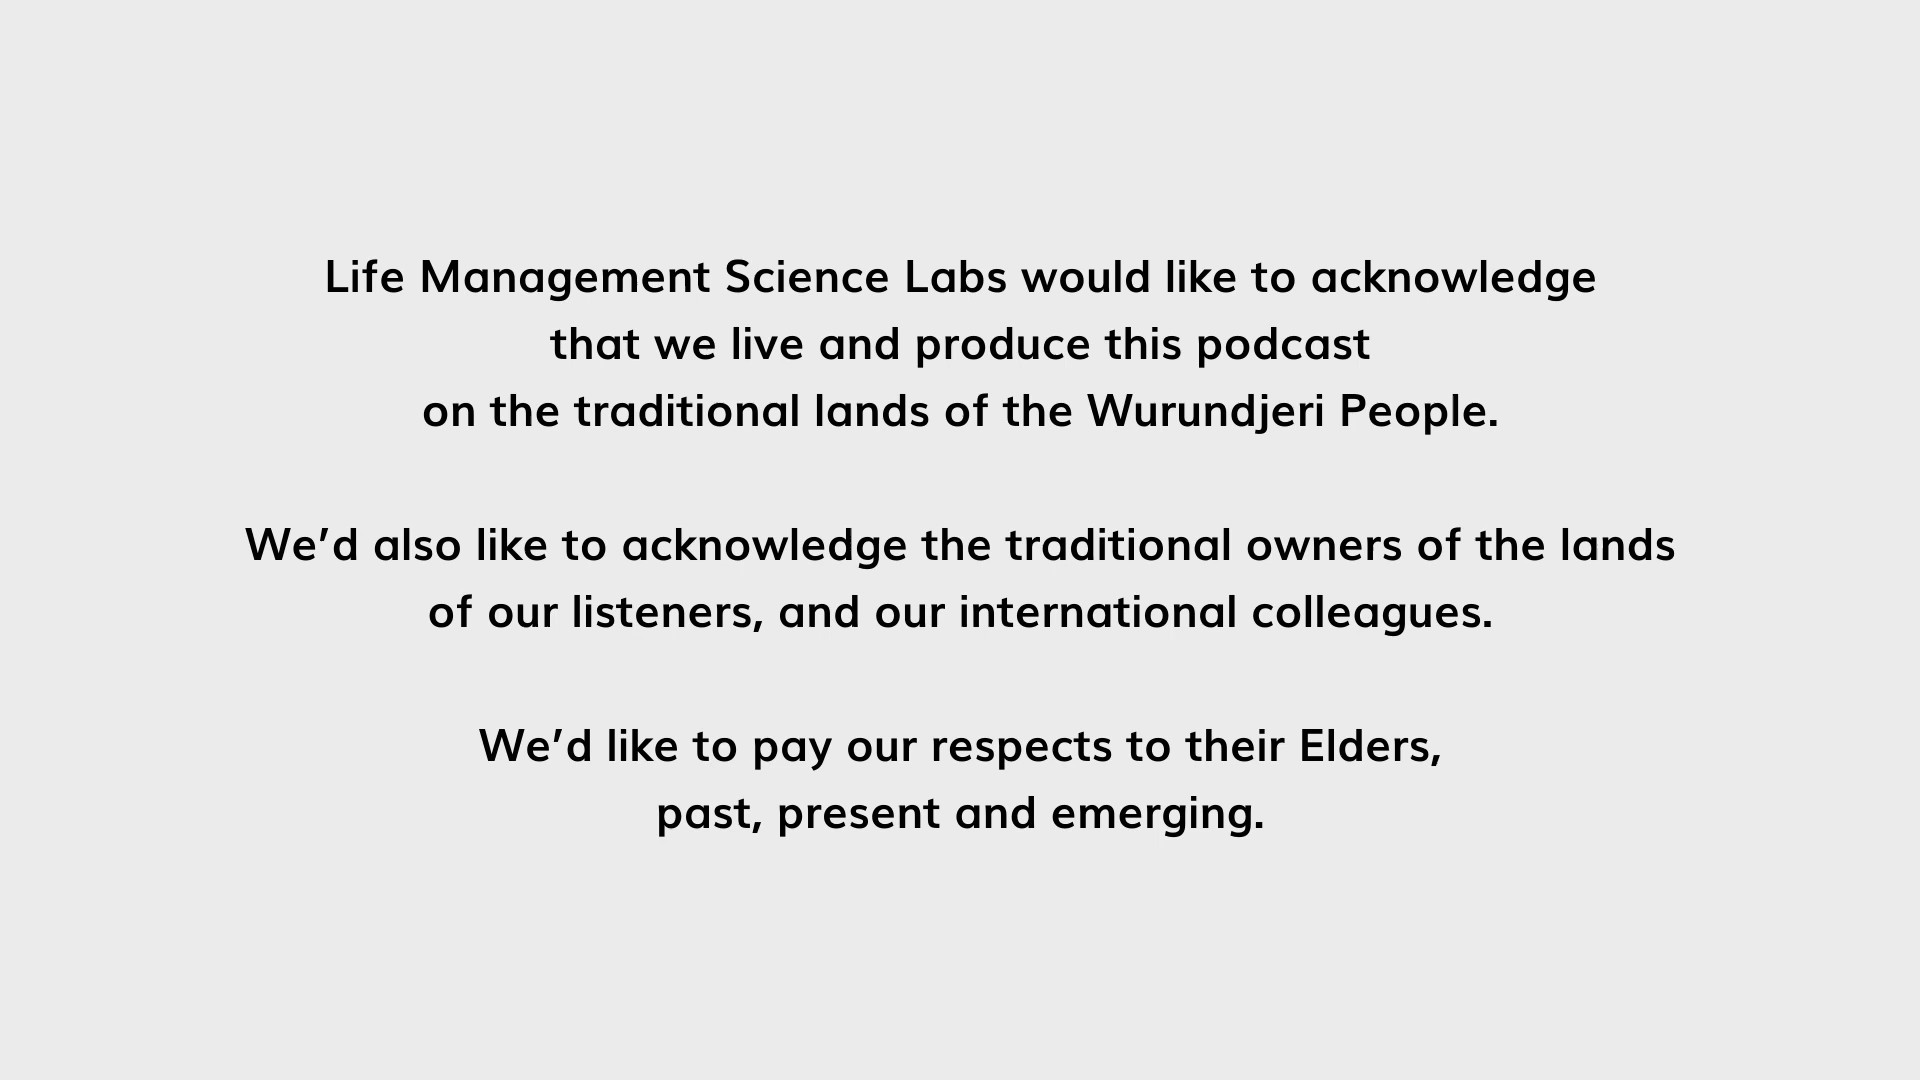 Life Management Science Labs would like to acknowledge
that we live and produce this podcast
on the traditional lands of the Wurundjeri People.
We’d also like to acknowledge the traditional owners of the lands
of our listeners, and our international colleagues.
We’d like to pay our respects to their Elders,
past, present and emerging.